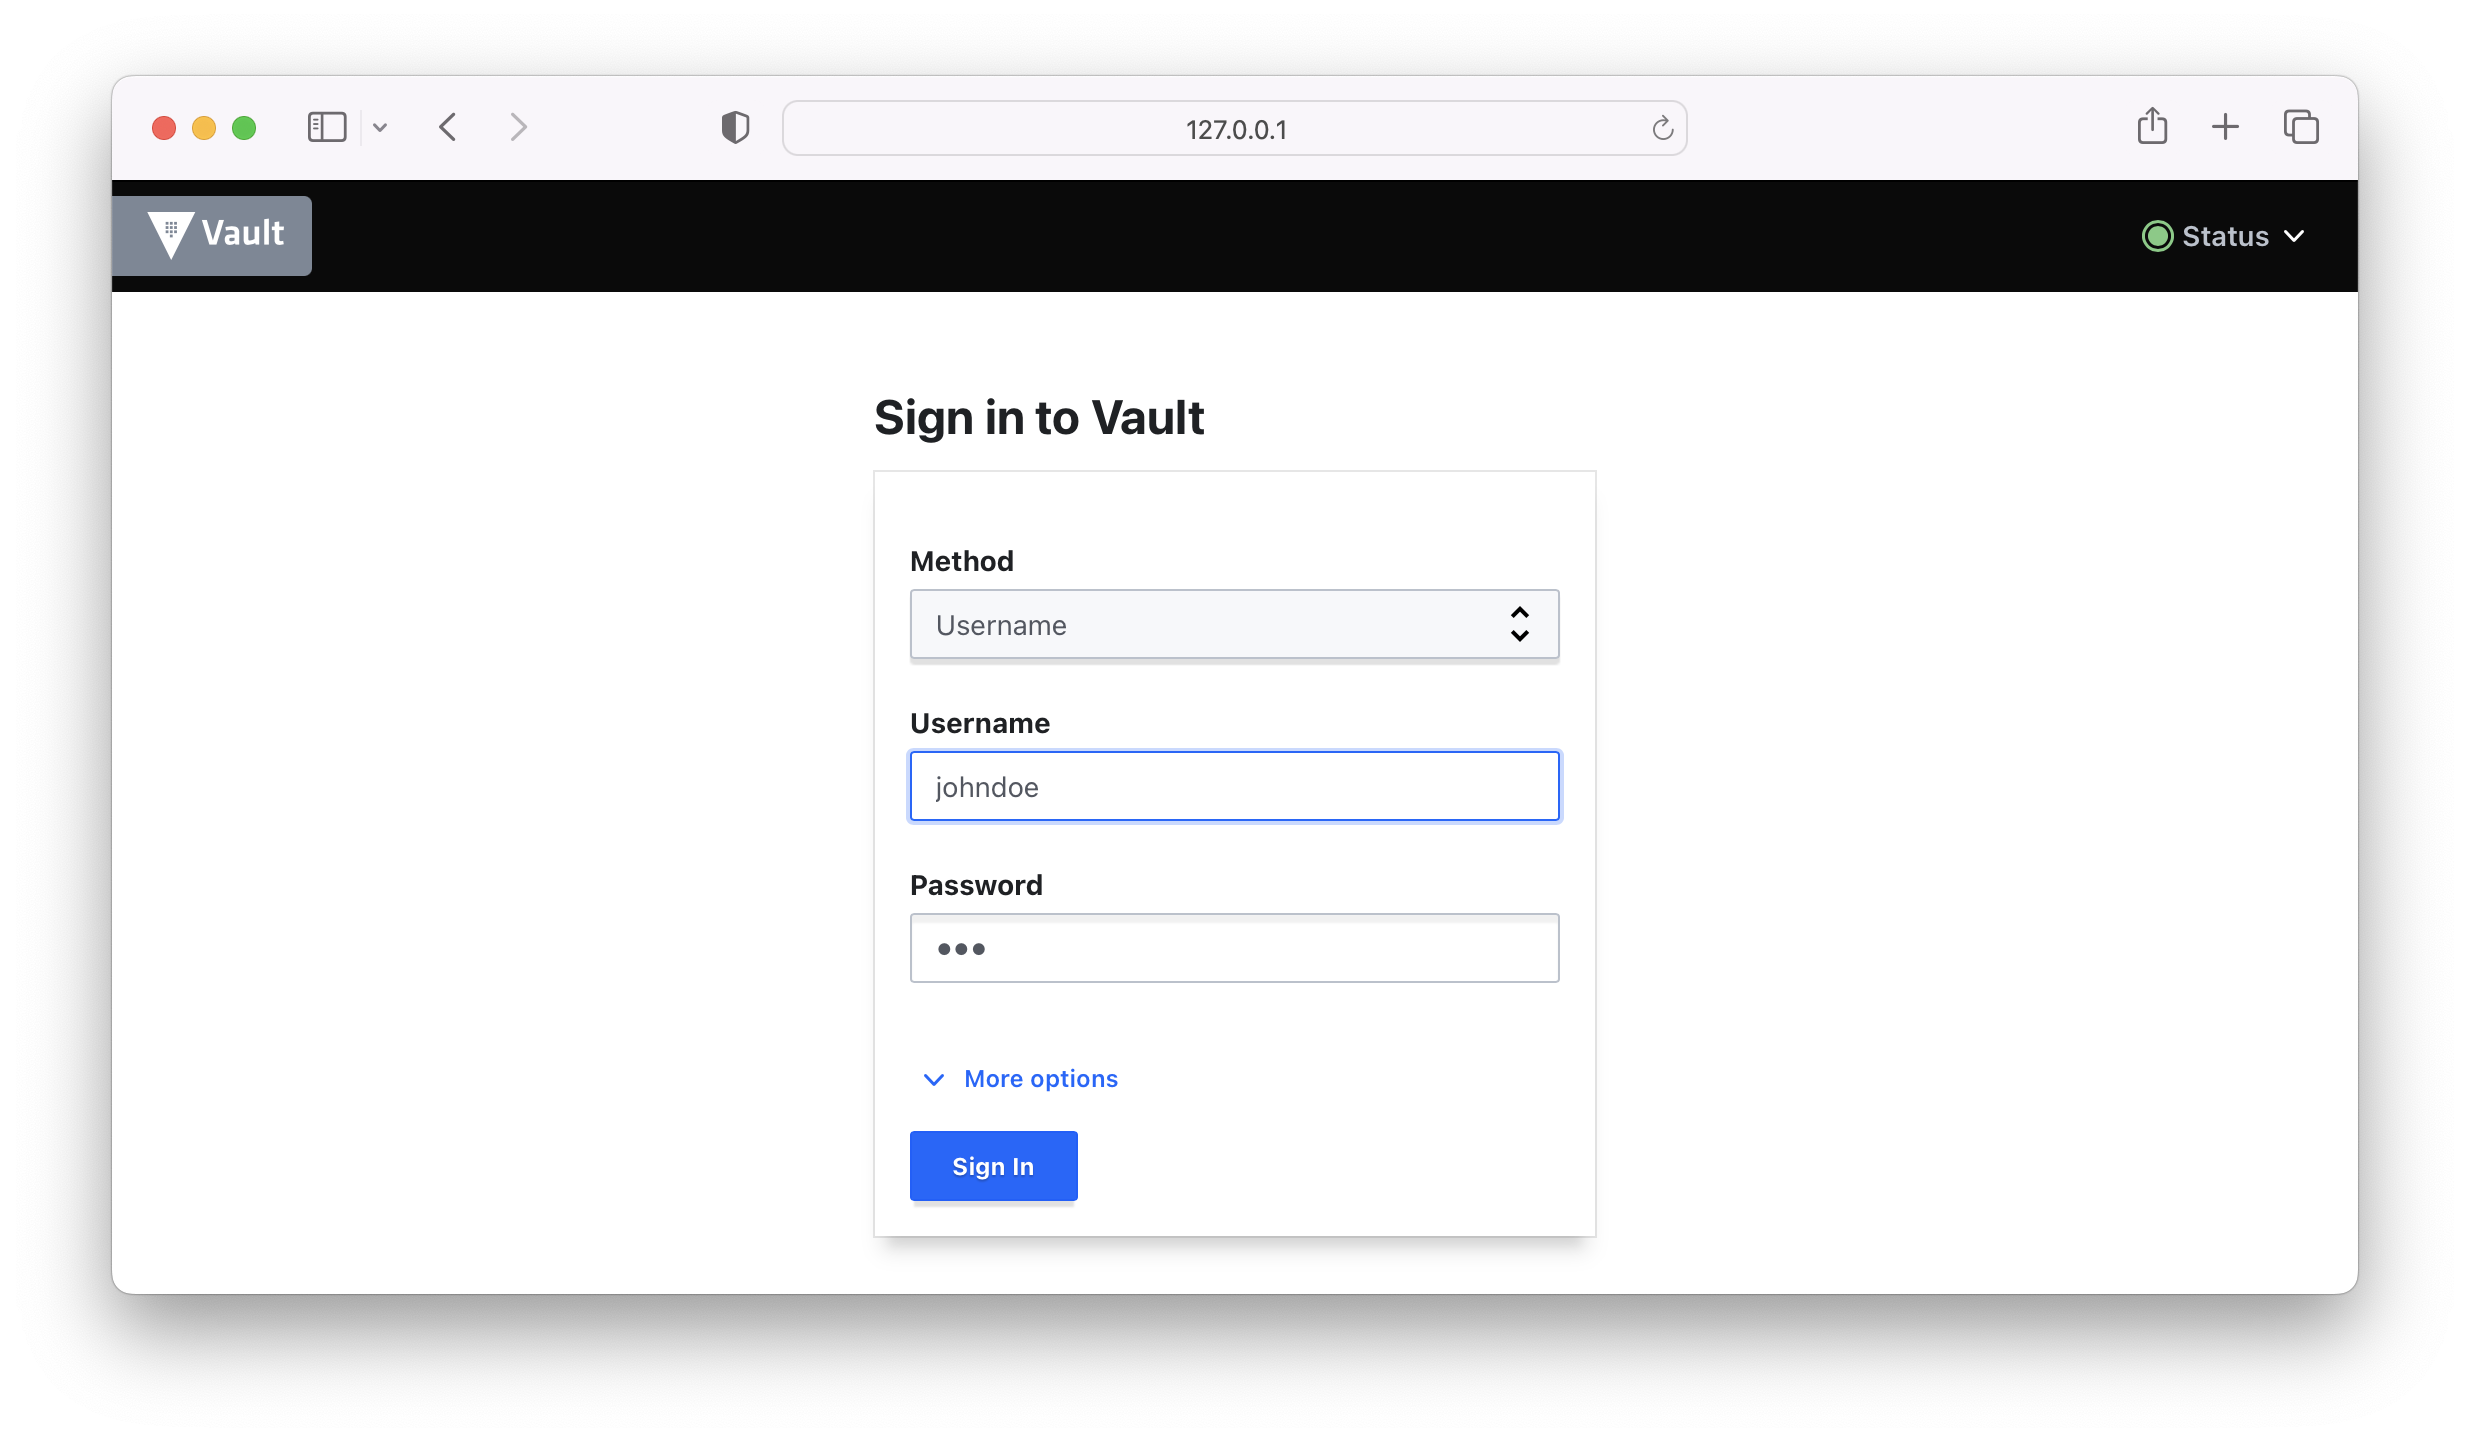 127.0.0.1
Vault
Status
Sign in to Vault
Method
Username
Username
johndoe
Password
•••
More options
Sign In